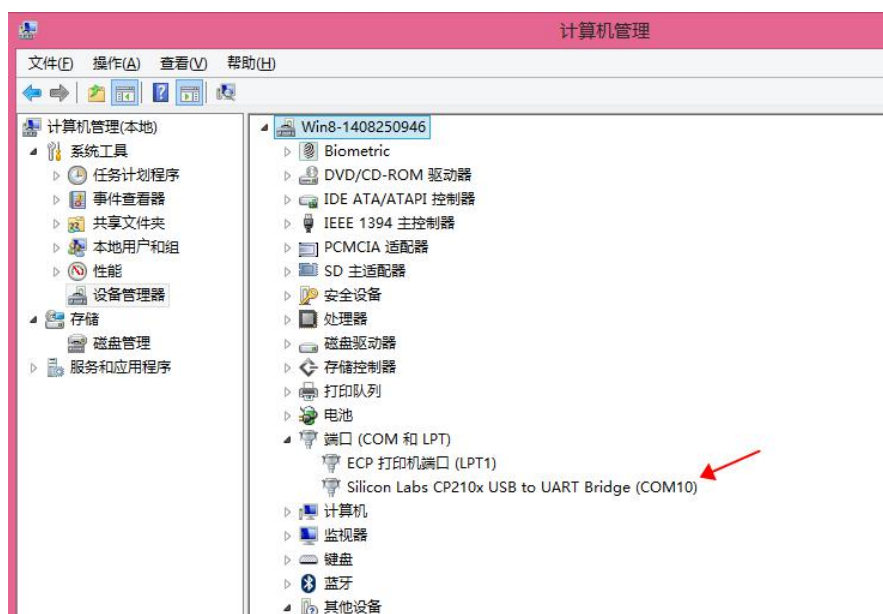 计算机管理
文件(F) 操作(A) 查看(V) 帮助(H)
计算机管理(本地)
系统工具
任务计划程序
事件查看器
共享文件夹
本地用户和组
性能
设备管理器
存储
磁盘管理
服务和应用程序
Win8-1408250946
Biometric
DVD/CD-ROM 驱动器
IDE ATA/ATAPI 控制器
IEEE 1394 主控制器
PCMCIA 适配器
SD 主适配器
安全设备
处理器
磁盘驱动器
存储控制器
打印队列
电池
端口 (COM 和 LPT)
ECP 打印机端口 (LPT1)
Silicon Labs CP210x USB to UART Bridge (COM10)
计算机
监视器
键盘
蓝牙
其他设备